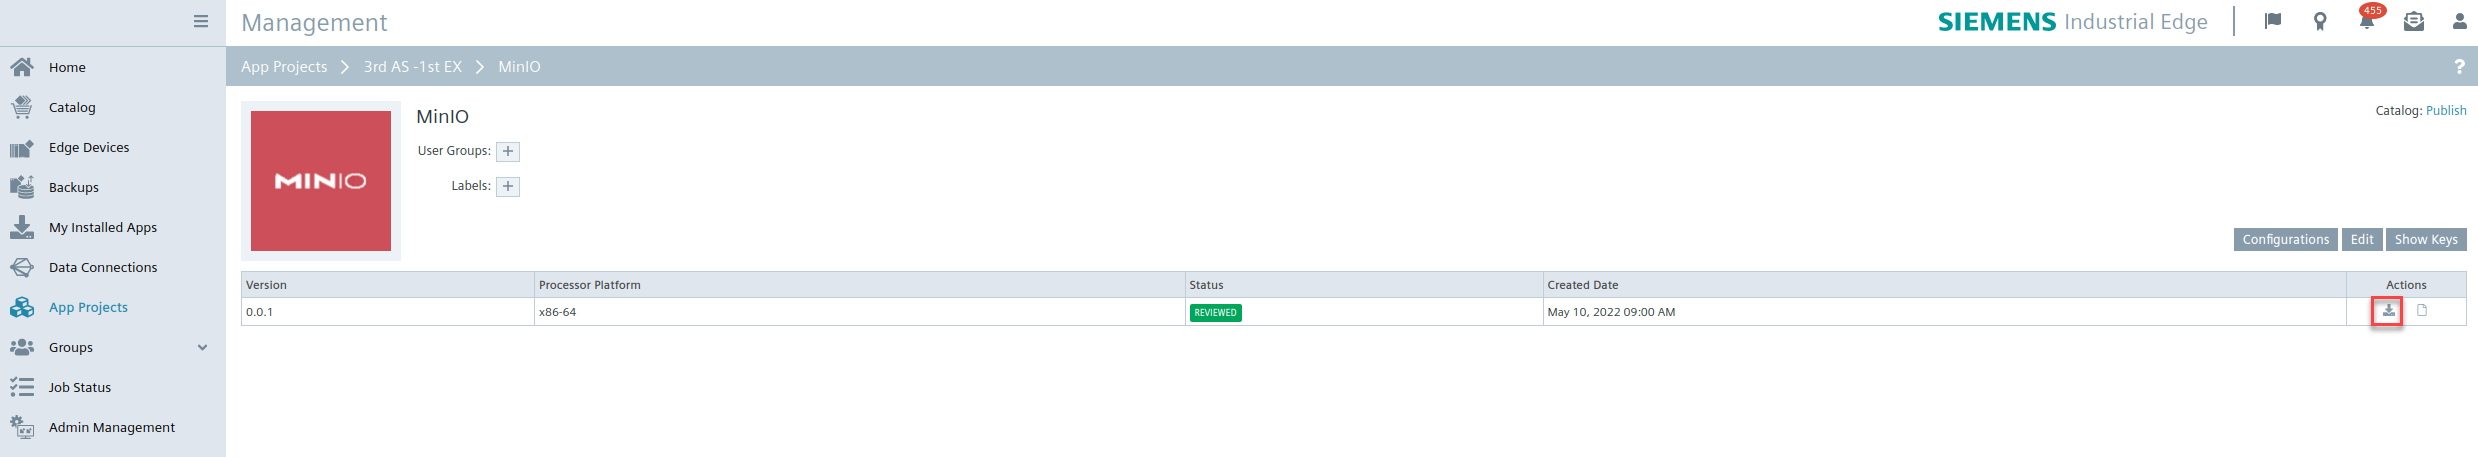 Management
SIEMENS Industrial Edge
455
Home
Catalog
Edge Devices
Backups
My Installed Apps
Data Connections
App Projects
Groups
Job Status
Admin Management
App Projects > 3rd AS -1st EX > MinIO
?
MINIO
MinIO
Catalog: Publish
User Groups: +
Labels: +
Configurations Edit Show Keys
Version Processor Platform Status Created Date Actions
0.0.1 x86-64 REVIEWED May 10, 2022 09:00 AM